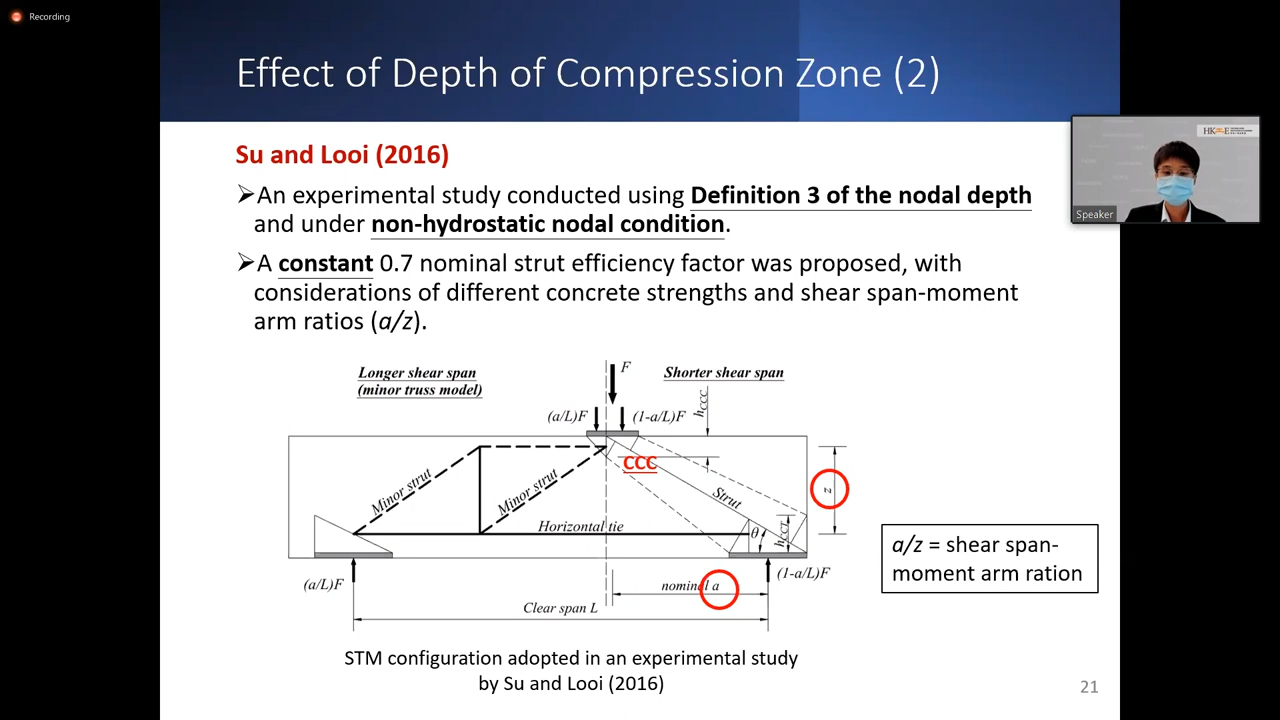 Recording
Effect of Depth of Compression Zone (2)
Su and Looi (2016)
➢An experimental study conducted using Definition 3 of the nodal depth
and under non-hydrostatic nodal condition.
➢A constant 0.7 nominal strut efficiency factor was proposed, with
considerations of different concrete strengths and shear span-moment
arm ratios (a/z).
Longer shear span
(minor truss model)
F
Shorter shear span
(a/L)F
(1-a/L)F
hCCC
CCC
Minor strut
Minor strut
Strut
z
Horizontal tie
θ
hCCT
(a/L)F
nominal a
(1-a/L)F
Clear span L
a/z = shear span-
moment arm ration
STM configuration adopted in an experimental study
by Su and Looi (2016)
21
Speaker